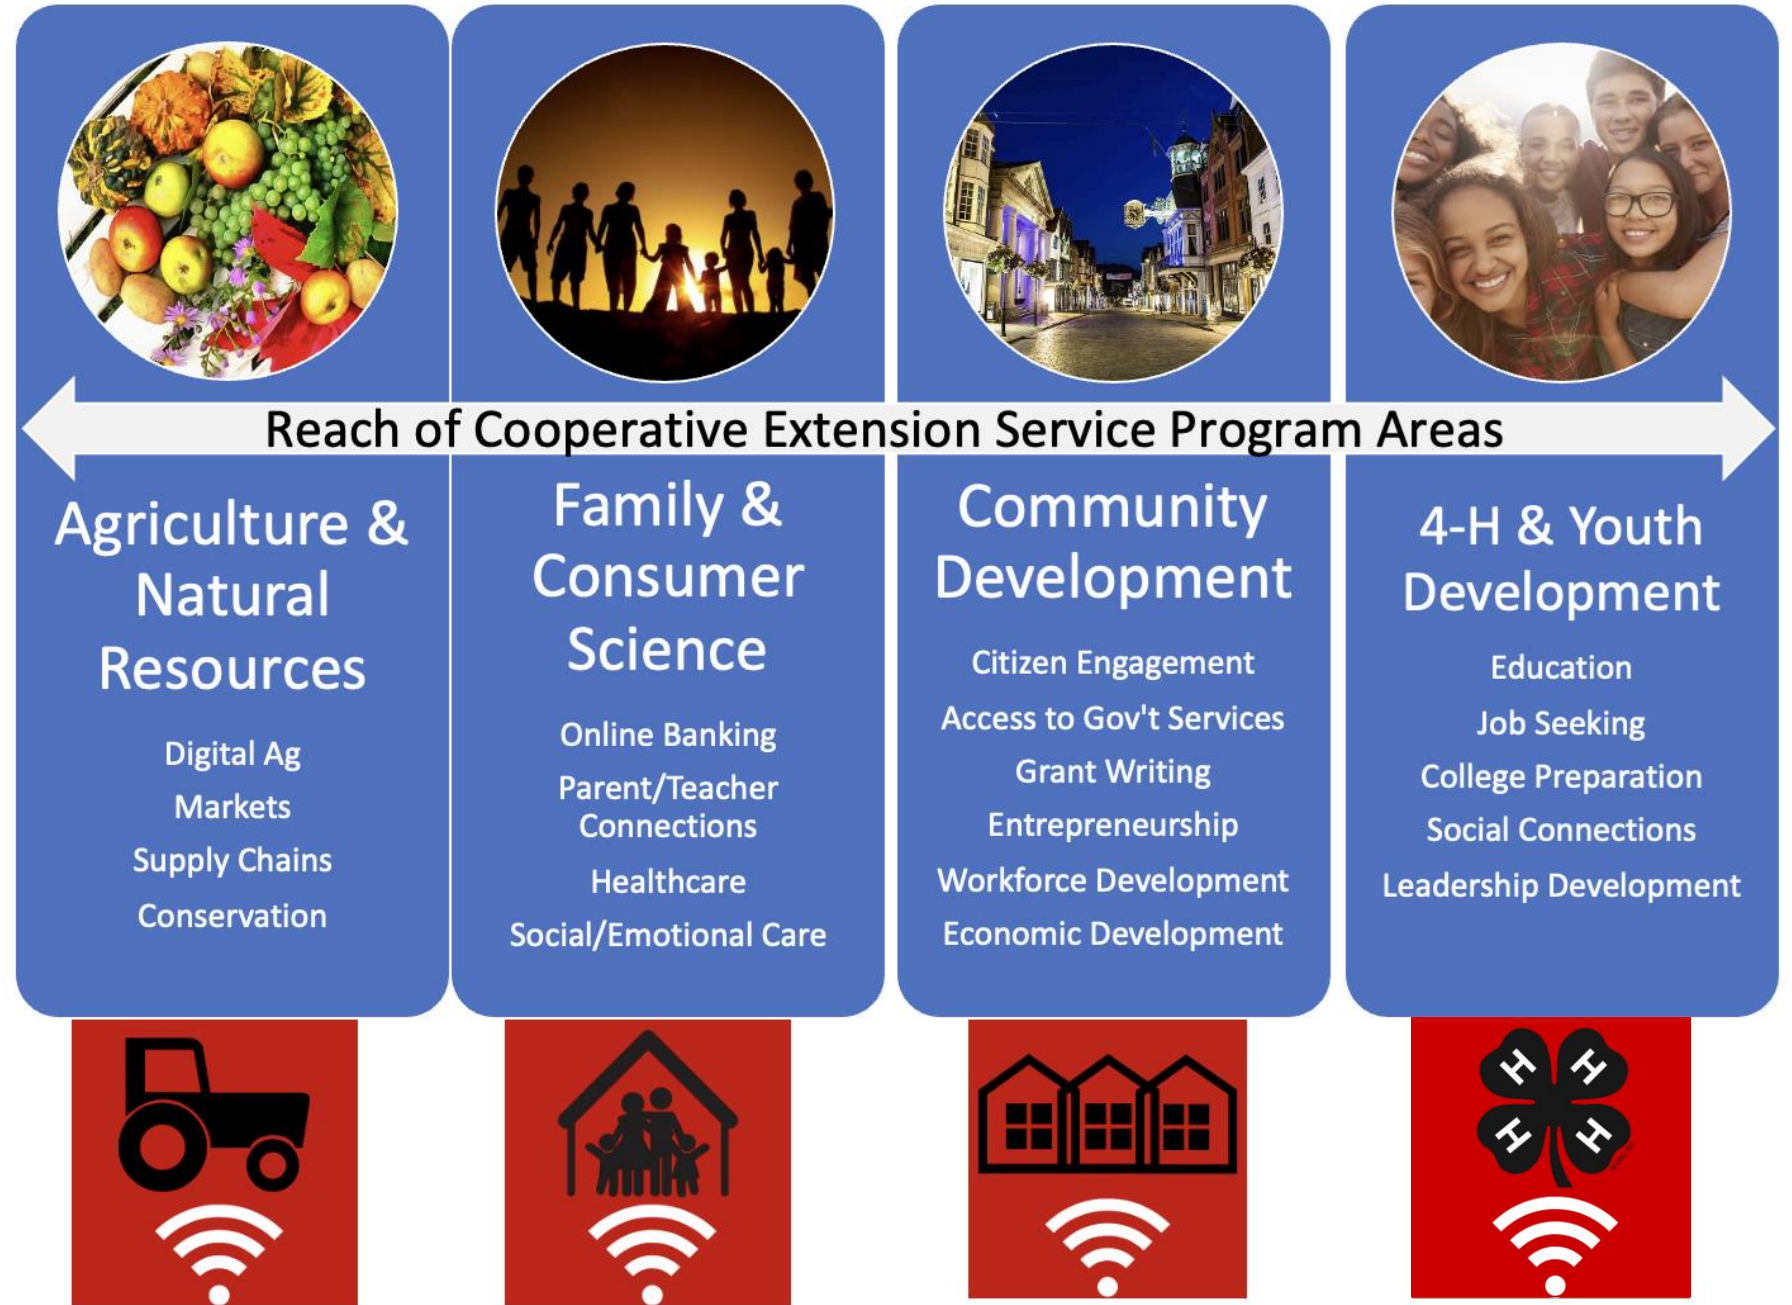 Reach of Cooperative Extension Service Program Areas
Agriculture &
Natural
Resources
Digital Ag
Markets
Supply Chains
Conservation
Family &
Consumer
Science
Online Banking
Parent/Teacher
Connections
Healthcare
Social/Emotional Care
Community
Development
Citizen Engagement
Access to Gov't Services
Grant Writing
Entrepreneurship
Workforce Development
Economic Development
4-H & Youth
Development
Education
Job Seeking
College Preparation
Social Connections
Leadership Development
H H
H H